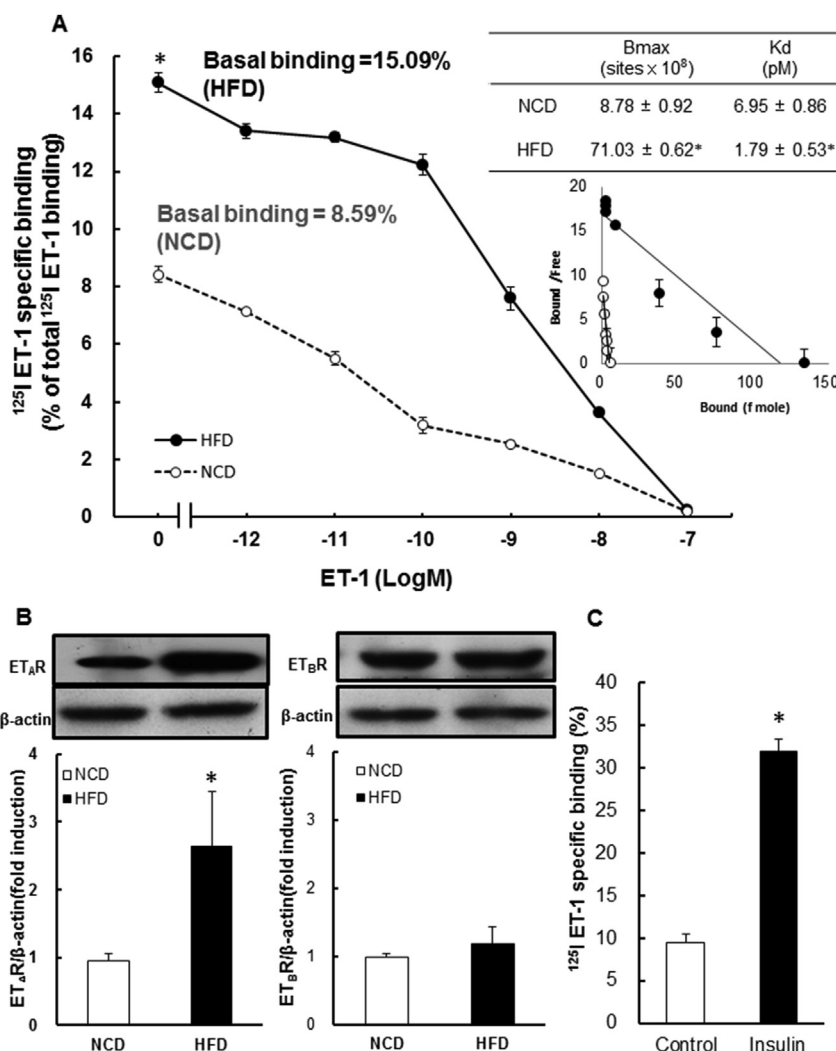 A
Basal binding =15.09%
(HFD)
Basal binding = 8.59%
(NCD)
¹²⁵I ET-1 specific binding
(% of total ¹²⁵I ET-1 binding)
16
14
12
10
8
6
4
2
0
HFD
NCD
0 -12 -11 -10 -9 -8 -7
ET-1 (LogM)
*
Bmax Kd
(sites × 10⁸) (pM)
NCD 8.78 ± 0.92 6.95 ± 0.86
HFD 71.03 ± 0.62* 1.79 ± 0.53*
Bound /Free
20
15
10
5
0
0 50 100 150
Bound (f mole)
B
ETAR
β-actin
ETA​R/β-actin(fold induction)
4
3
2
1
0
NCD
HFD
*
NCD HFD
ETBR
β-actin
ETBR/β-actin(fold induction)
4
3
2
1
0
NCD
HFD
NCD HFD
C
¹²⁵I ET-1 specific binding (%)
40
35
30
25
20
15
10
5
0
*
Control Insulin